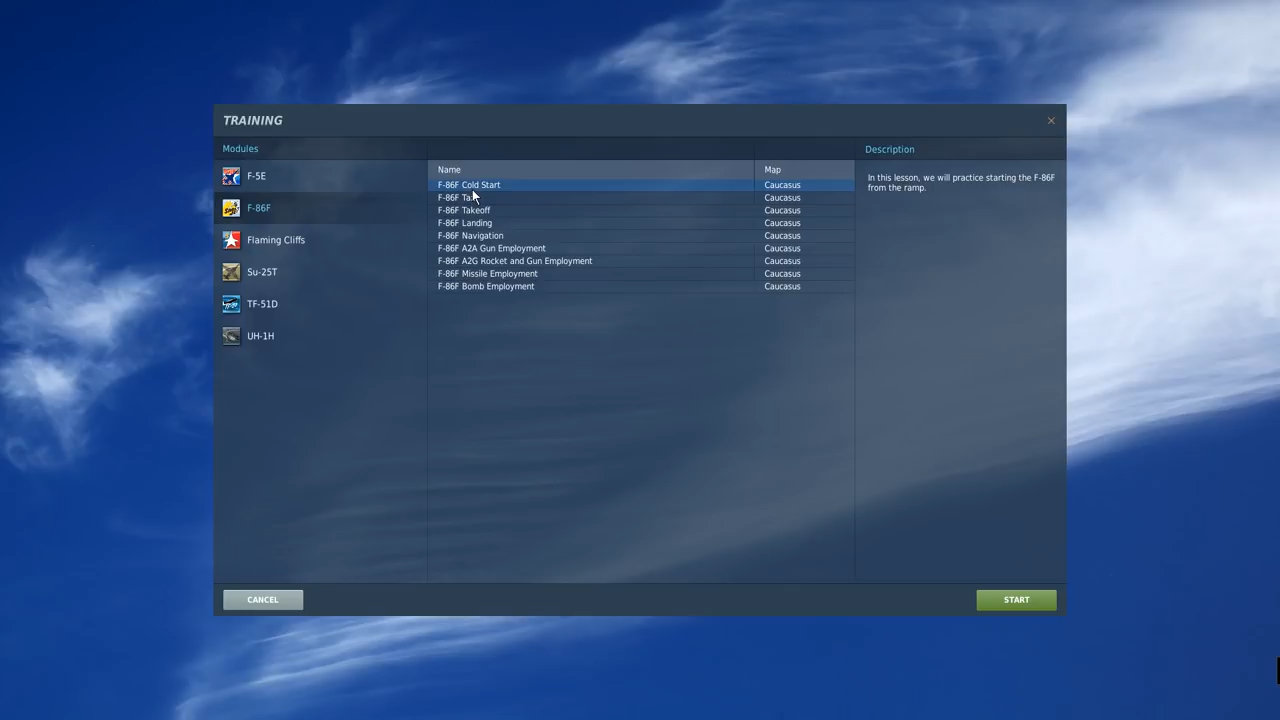 TRAINING
×
Modules
Description
F-5E
F-86F
Flaming Cliffs
Su-25T
TF-51D
UH-1H
Name Map
F-86F Cold Start Caucasus
F-86F Caucasus
F-86F Takeoff Caucasus
F-86F Landing Caucasus
F-86F Navigation Caucasus
F-86F A2A Gun Employment Caucasus
F-86F A2G Rocket and Gun Employment Caucasus
F-86F Missile Employment Caucasus
F-86F Bomb Employment Caucasus
In this lesson, we will practice starting the F-86F
from the ramp.
CANCEL
START